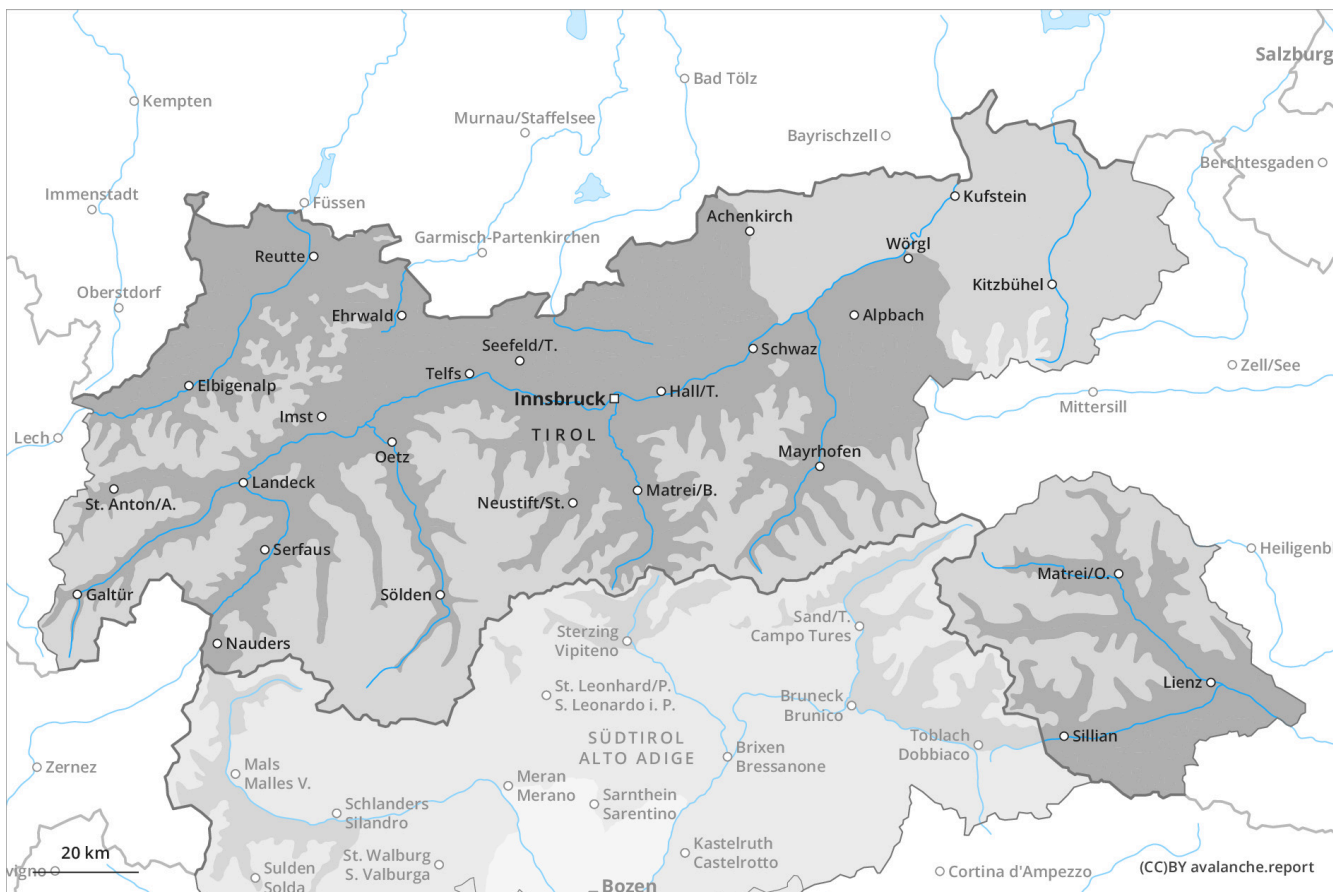 Salzburg
Bad Tölz
Kempten
Murnau/Staffelsee
Bayrischzell
Berchtesgaden
Immenstadt
Füssen
Kufstein
Achenkirch
Garmisch-Partenkirchen
Wörgl
Reutte
Kitzbühel
Oberstdorf
Ehrwald
Alpbach
Seefeld/T.
Schwaz
Telfs
Zell/See
Elbigenalp
Hall/T.
Innsbruck
Mittersill
Imst
Lech
TIROL
Oetz
Mayrhofen
Landeck
St. Anton/A.
Neustift/St.
Matrei/B.
Serfaus
Heiligenb
Matrei/O.
Galtür
Sölden
Sand/T.
Campo Tures
Sterzing
Vipiteno
Nauders
Lienz
St. Leonhard/P.
S. Leonardo i. P.
Bruneck
Brunico
SÜDTIROL
ALTO ADIGE
Sillian
Toblach
Dobbiaco
Brixen
Bressanone
Zernez
Mals
Malles V.
Meran
Merano
Sarnthein
Sarentino
Schlanders
Silandro
Kastelruth
Castelrotto
20 km
St. Walburg
S. Valburga
vigno
Sulden
Solda
Cortina d'Ampezzo
(CC)BY avalanche.report
Bozen